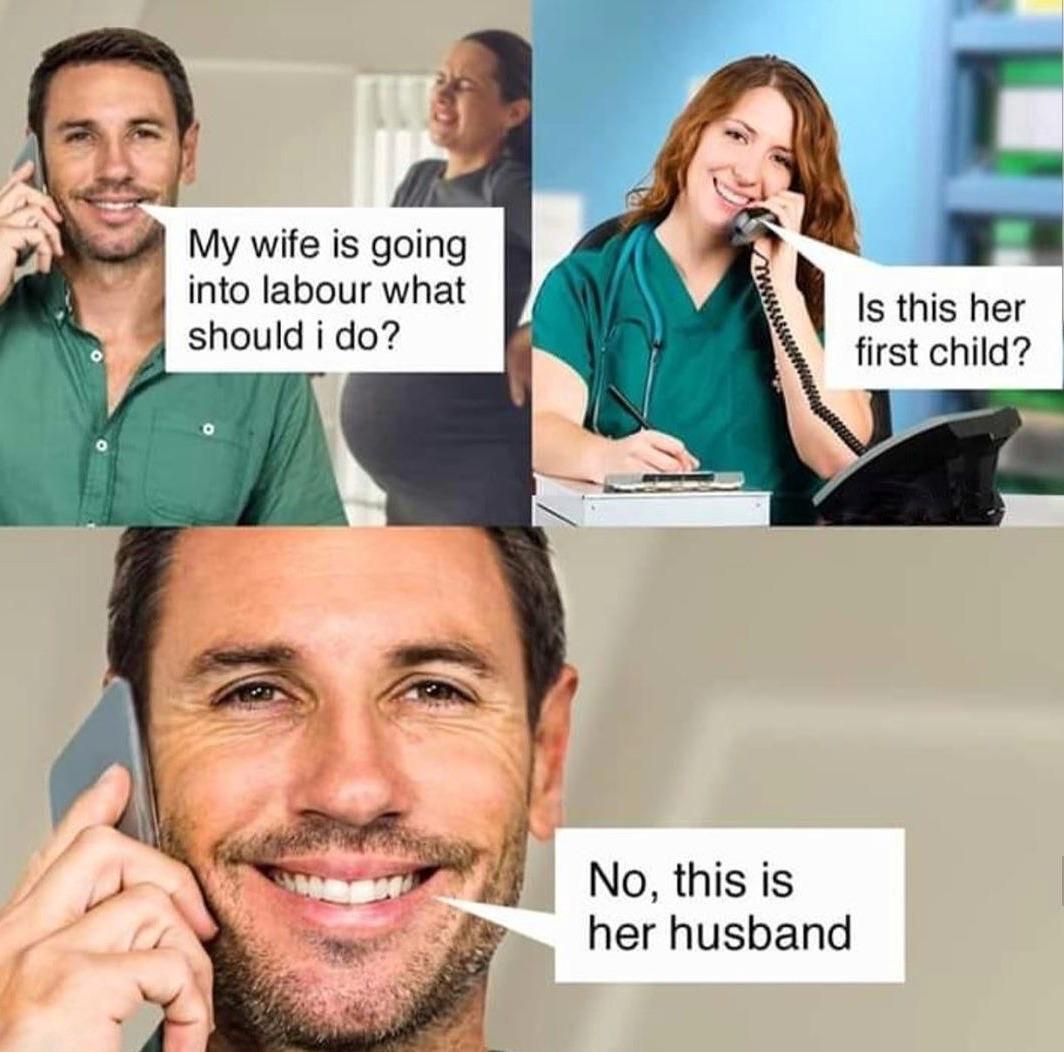 My wife is going
into labour what
should i do?
Is this her
first child?
No, this is
her husband